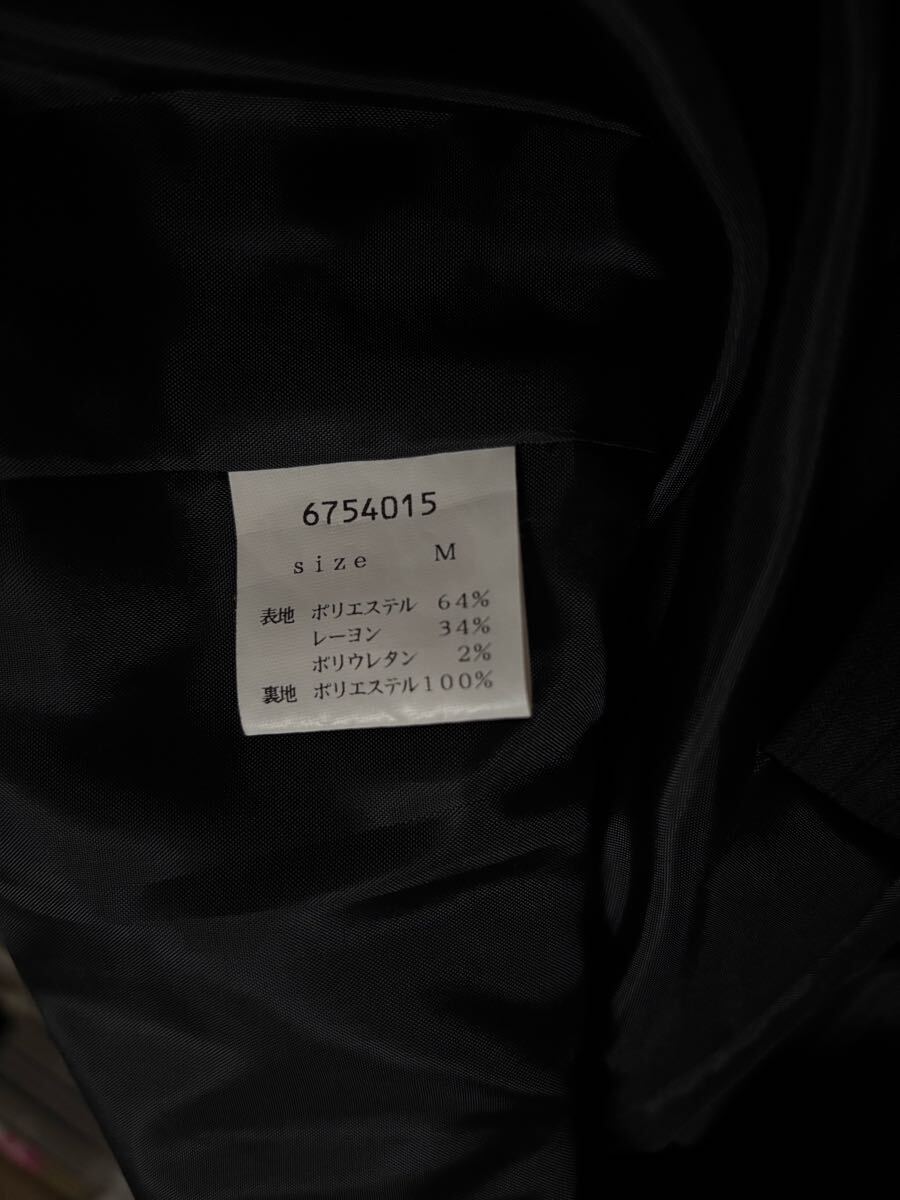 6754015
size M
表地 ポリエステル 64%
レーヨン 34%
ポリウレタン 2%
裏地 ポリエステル100%